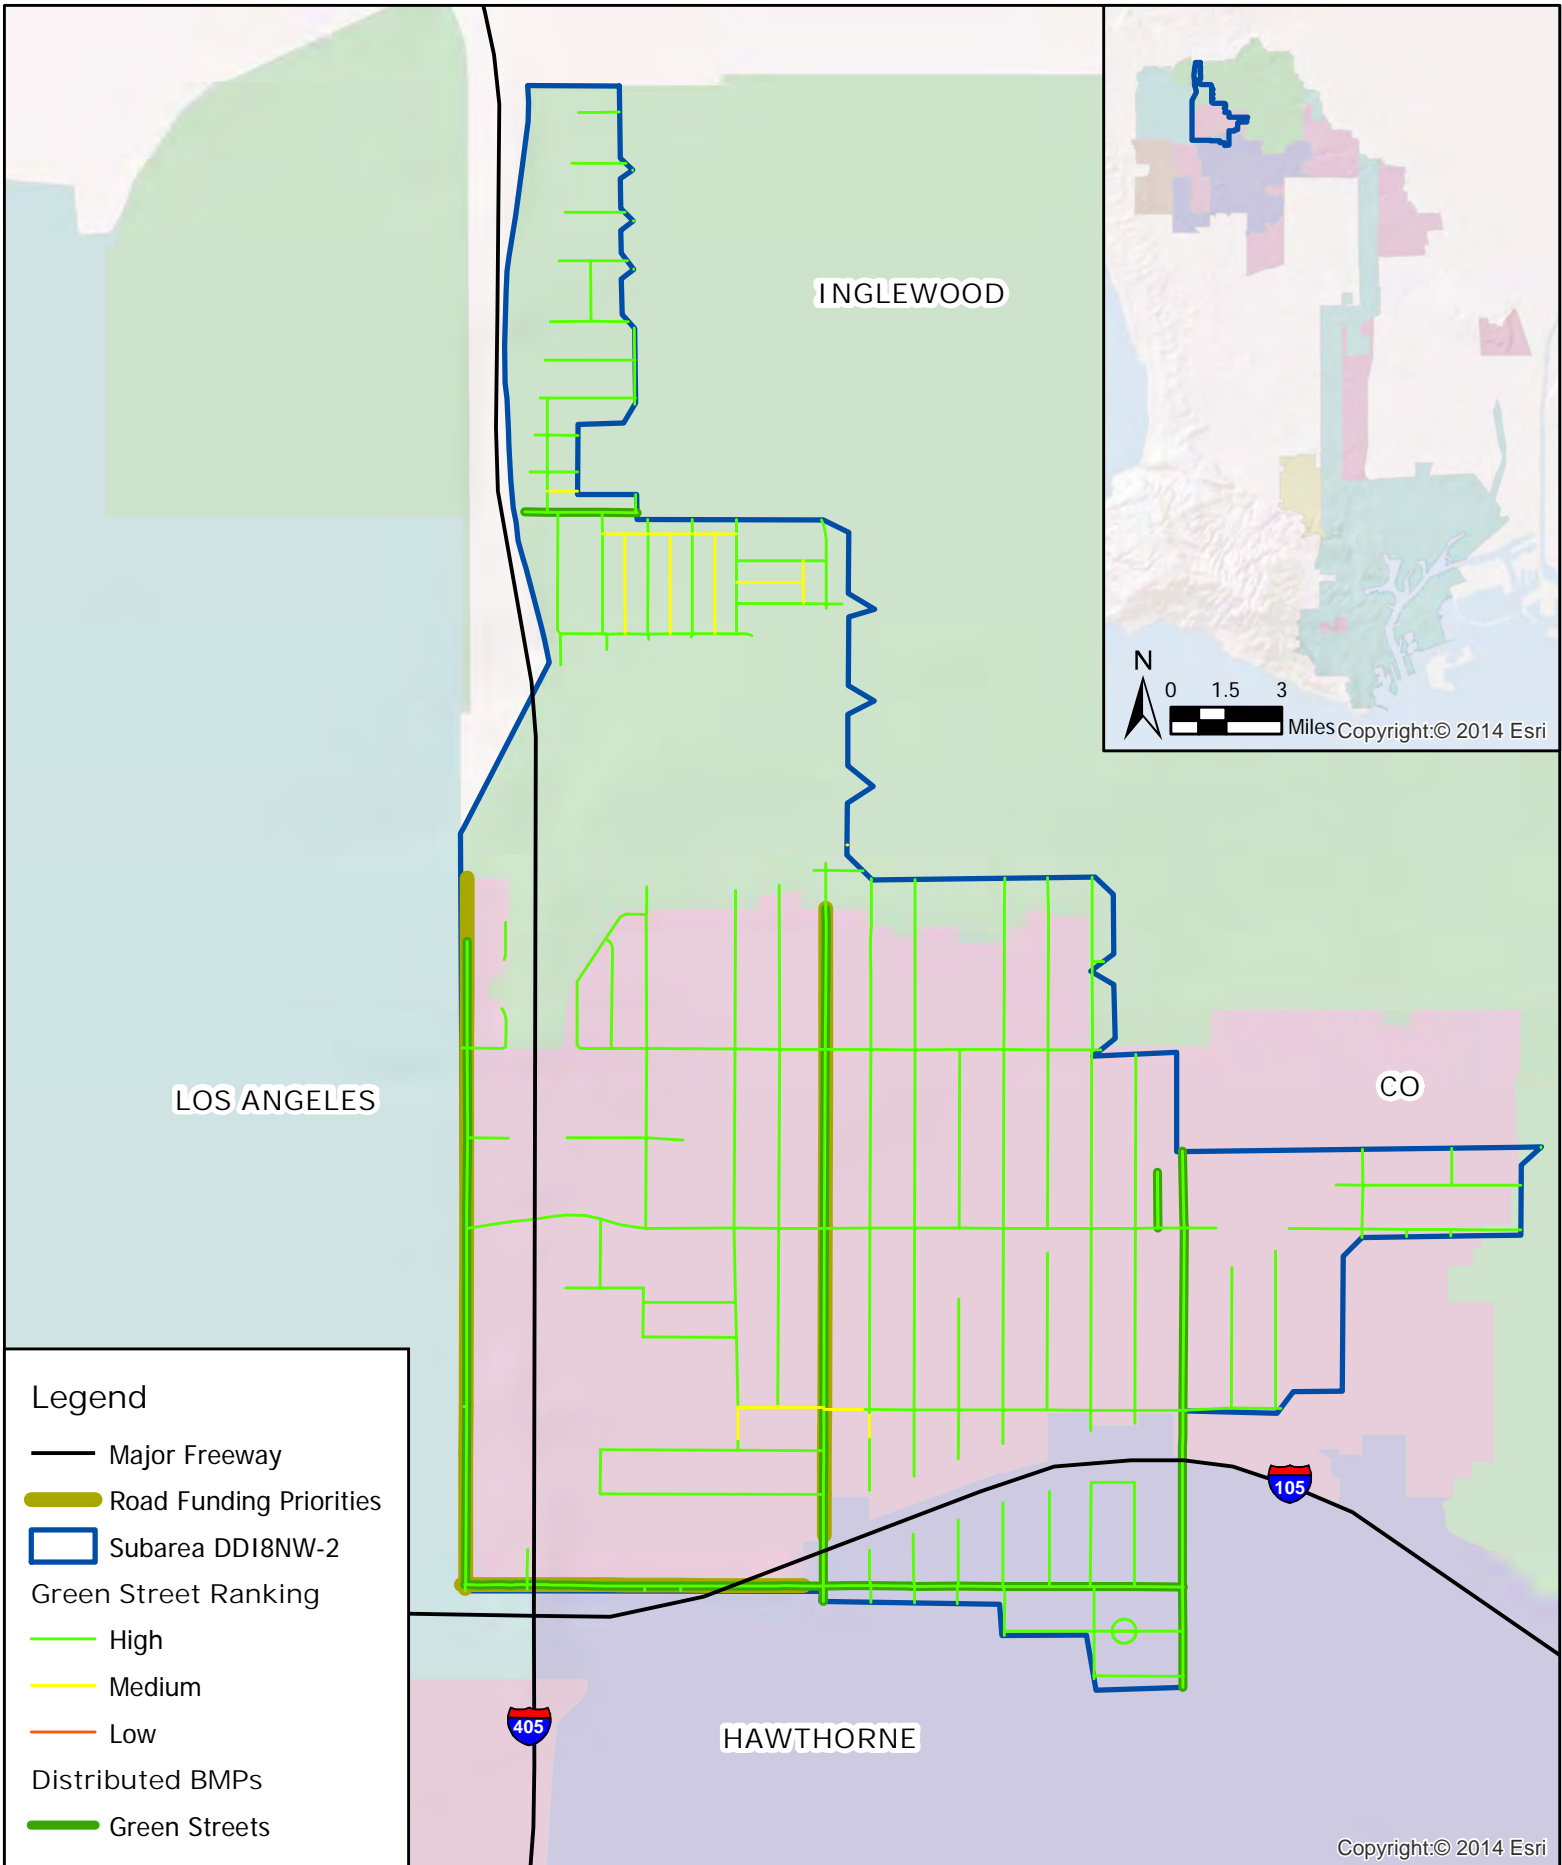 INGLEWOOD
N
0 1.5 3
Miles
Copyright:© 2014 Esri
LOS ANGELES
CO
105
HAWTHORNE
405
Legend
Major Freeway
Road Funding Priorities
Subarea DDI8NW-2
Green Street Ranking
High
Medium
Low
Distributed BMPs
Green Streets
Copyright:© 2014 Esri